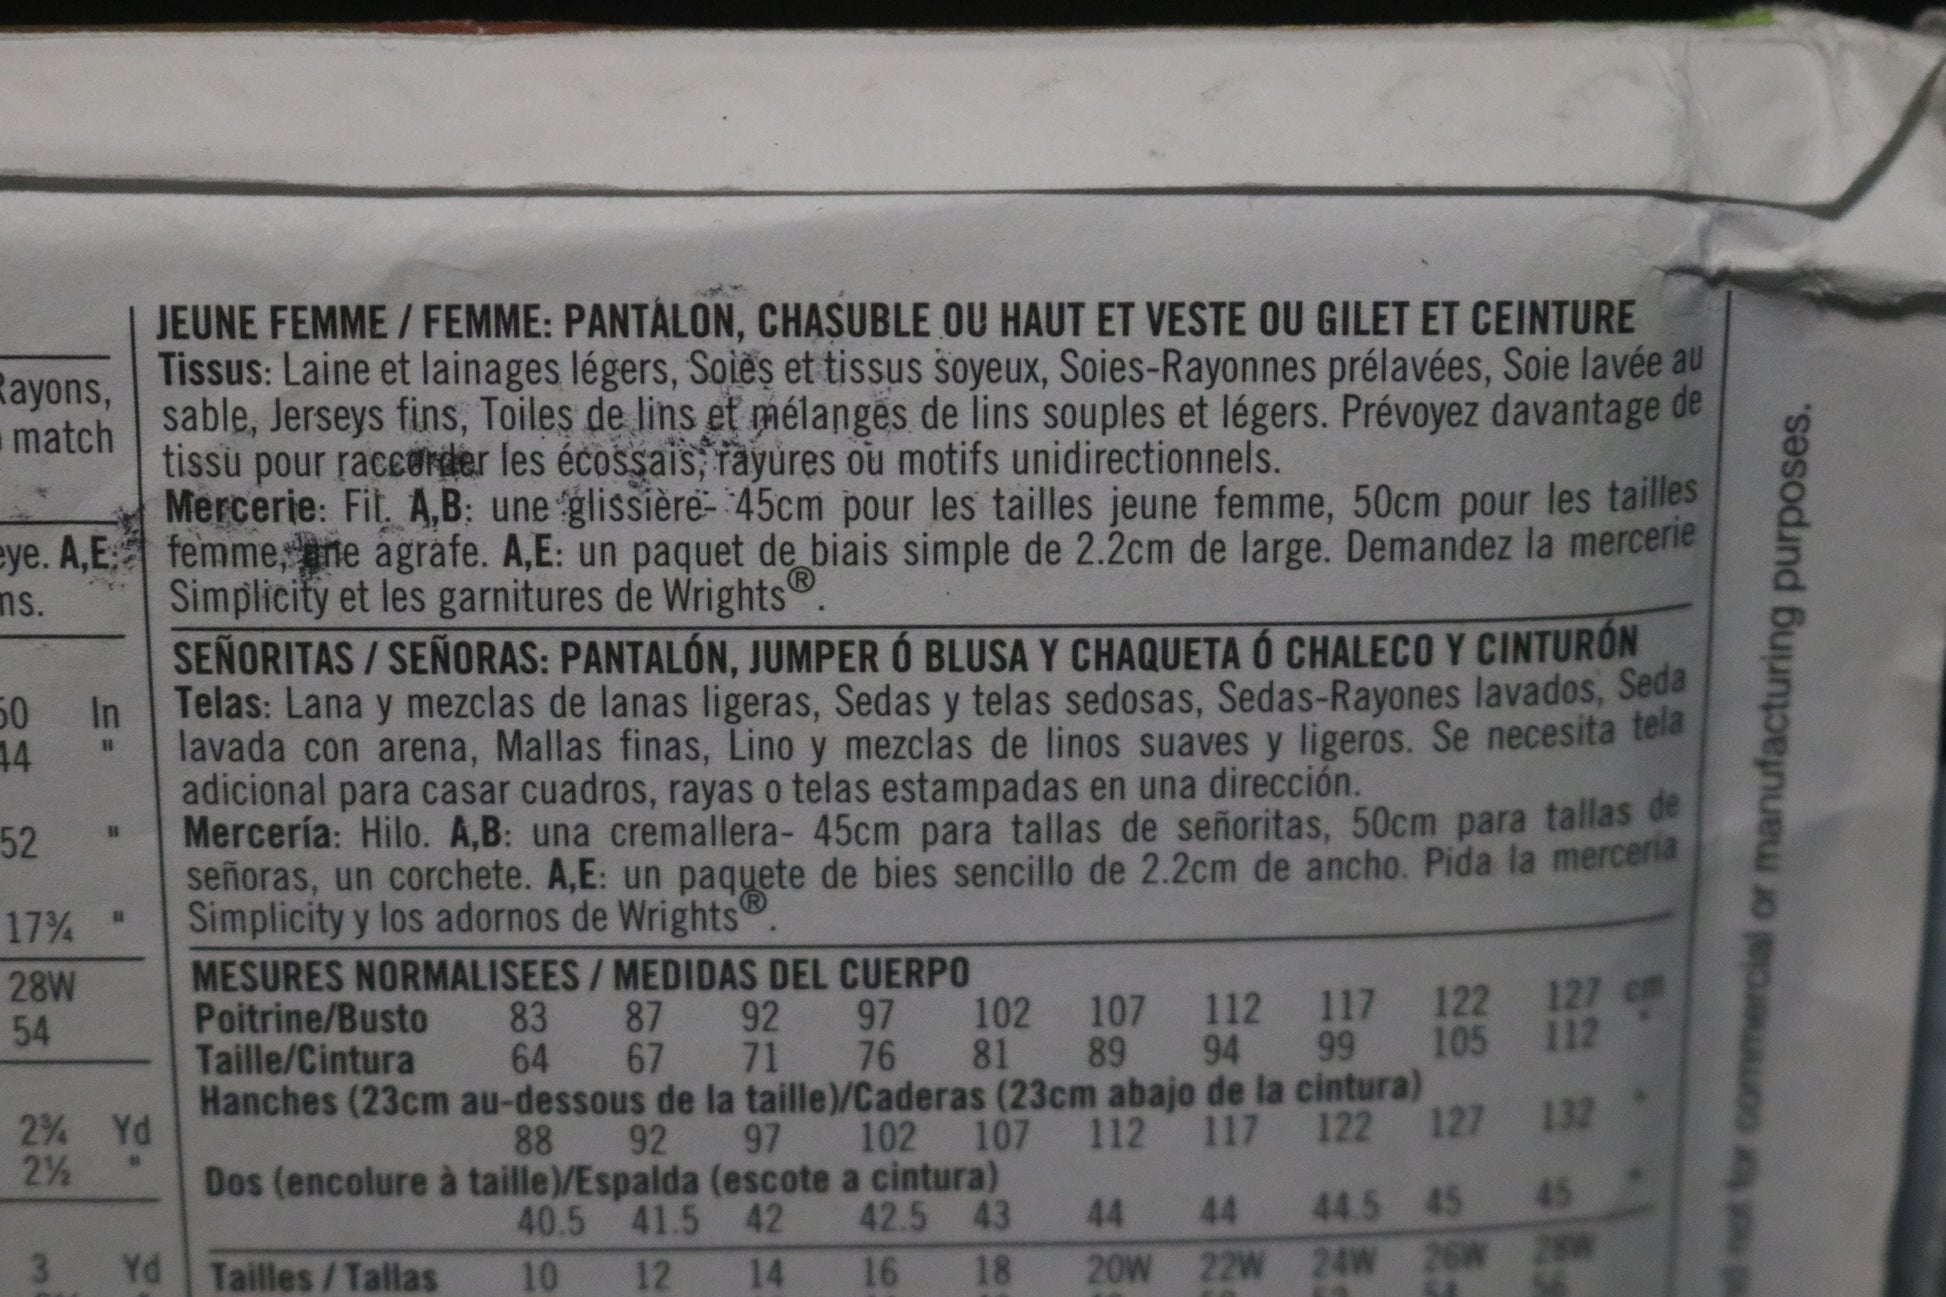 Rayons,
match
eye. A,E:
ns.
50 In
44 "
52 "
17¾ "
28W
54
2¾ Yd
2½ "
3 Yd
JEUNE FEMME / FEMME: PANTALON, CHASUBLE OU HAUT ET VESTE OU GILET ET CEINTURE
Tissus: Laine et lainages légers, Soies et tissus soyeux, Soies-Rayonnes prélavées, Soie lavée au
sable, Jerseys fins, Toiles de lins et mélanges de lins souples et légers. Prévoyez davantage de
tissu pour raccorder les écossais, rayures ou motifs unidirectionnels.
Mercerie: Fil. A,B: une glissière- 45cm pour les tailles jeune femme, 50cm pour les tailles
femme, une agrafe. A,E: un paquet de biais simple de 2.2cm de large. Demandez la mercerie
Simplicity et les garnitures de Wrights®.
SEÑORITAS / SEÑORAS: PANTALÓN, JUMPER Ó BLUSA Y CHAQUETA Ó CHALECO Y CINTURÓN
Telas: Lana y mezclas de lanas ligeras, Sedas y telas sedosas, Sedas-Rayones lavados, Seda
lavada con arena, Mallas finas, Lino y mezclas de linos suaves y ligeros. Se necesita tela
adicional para casar cuadros, rayas o telas estampadas en una dirección.
Mercería: Hilo. A,B: una cremallera- 45cm para tallas de señoritas, 50cm para tallas de
señoras, un corchete. A,E: un paquete de bies sencillo de 2.2cm de ancho. Pida la mercería
Simplicity y los adornos de Wrights®.
MESURES NORMALISEES / MEDIDAS DEL CUERPO
Poitrine/Busto 83 87 92 97 102 107 112 117 122 127 cm
Taille/Cintura 64 67 71 76 81 89 94 99 105 112 "
Hanches (23cm au-dessous de la taille)/Caderas (23cm abajo de la cintura)
88 92 97 102 107 112 117 122 127 132 "
Dos (encolure à taille)/Espalda (escote a cintura)
40.5 41.5 42 42.5 43 44 44 44.5 45 45 "
Tailles / Tallas 10 12 14 16 18 20W 22W 24W 26W 28W
not for commercial or manufacturing purposes.